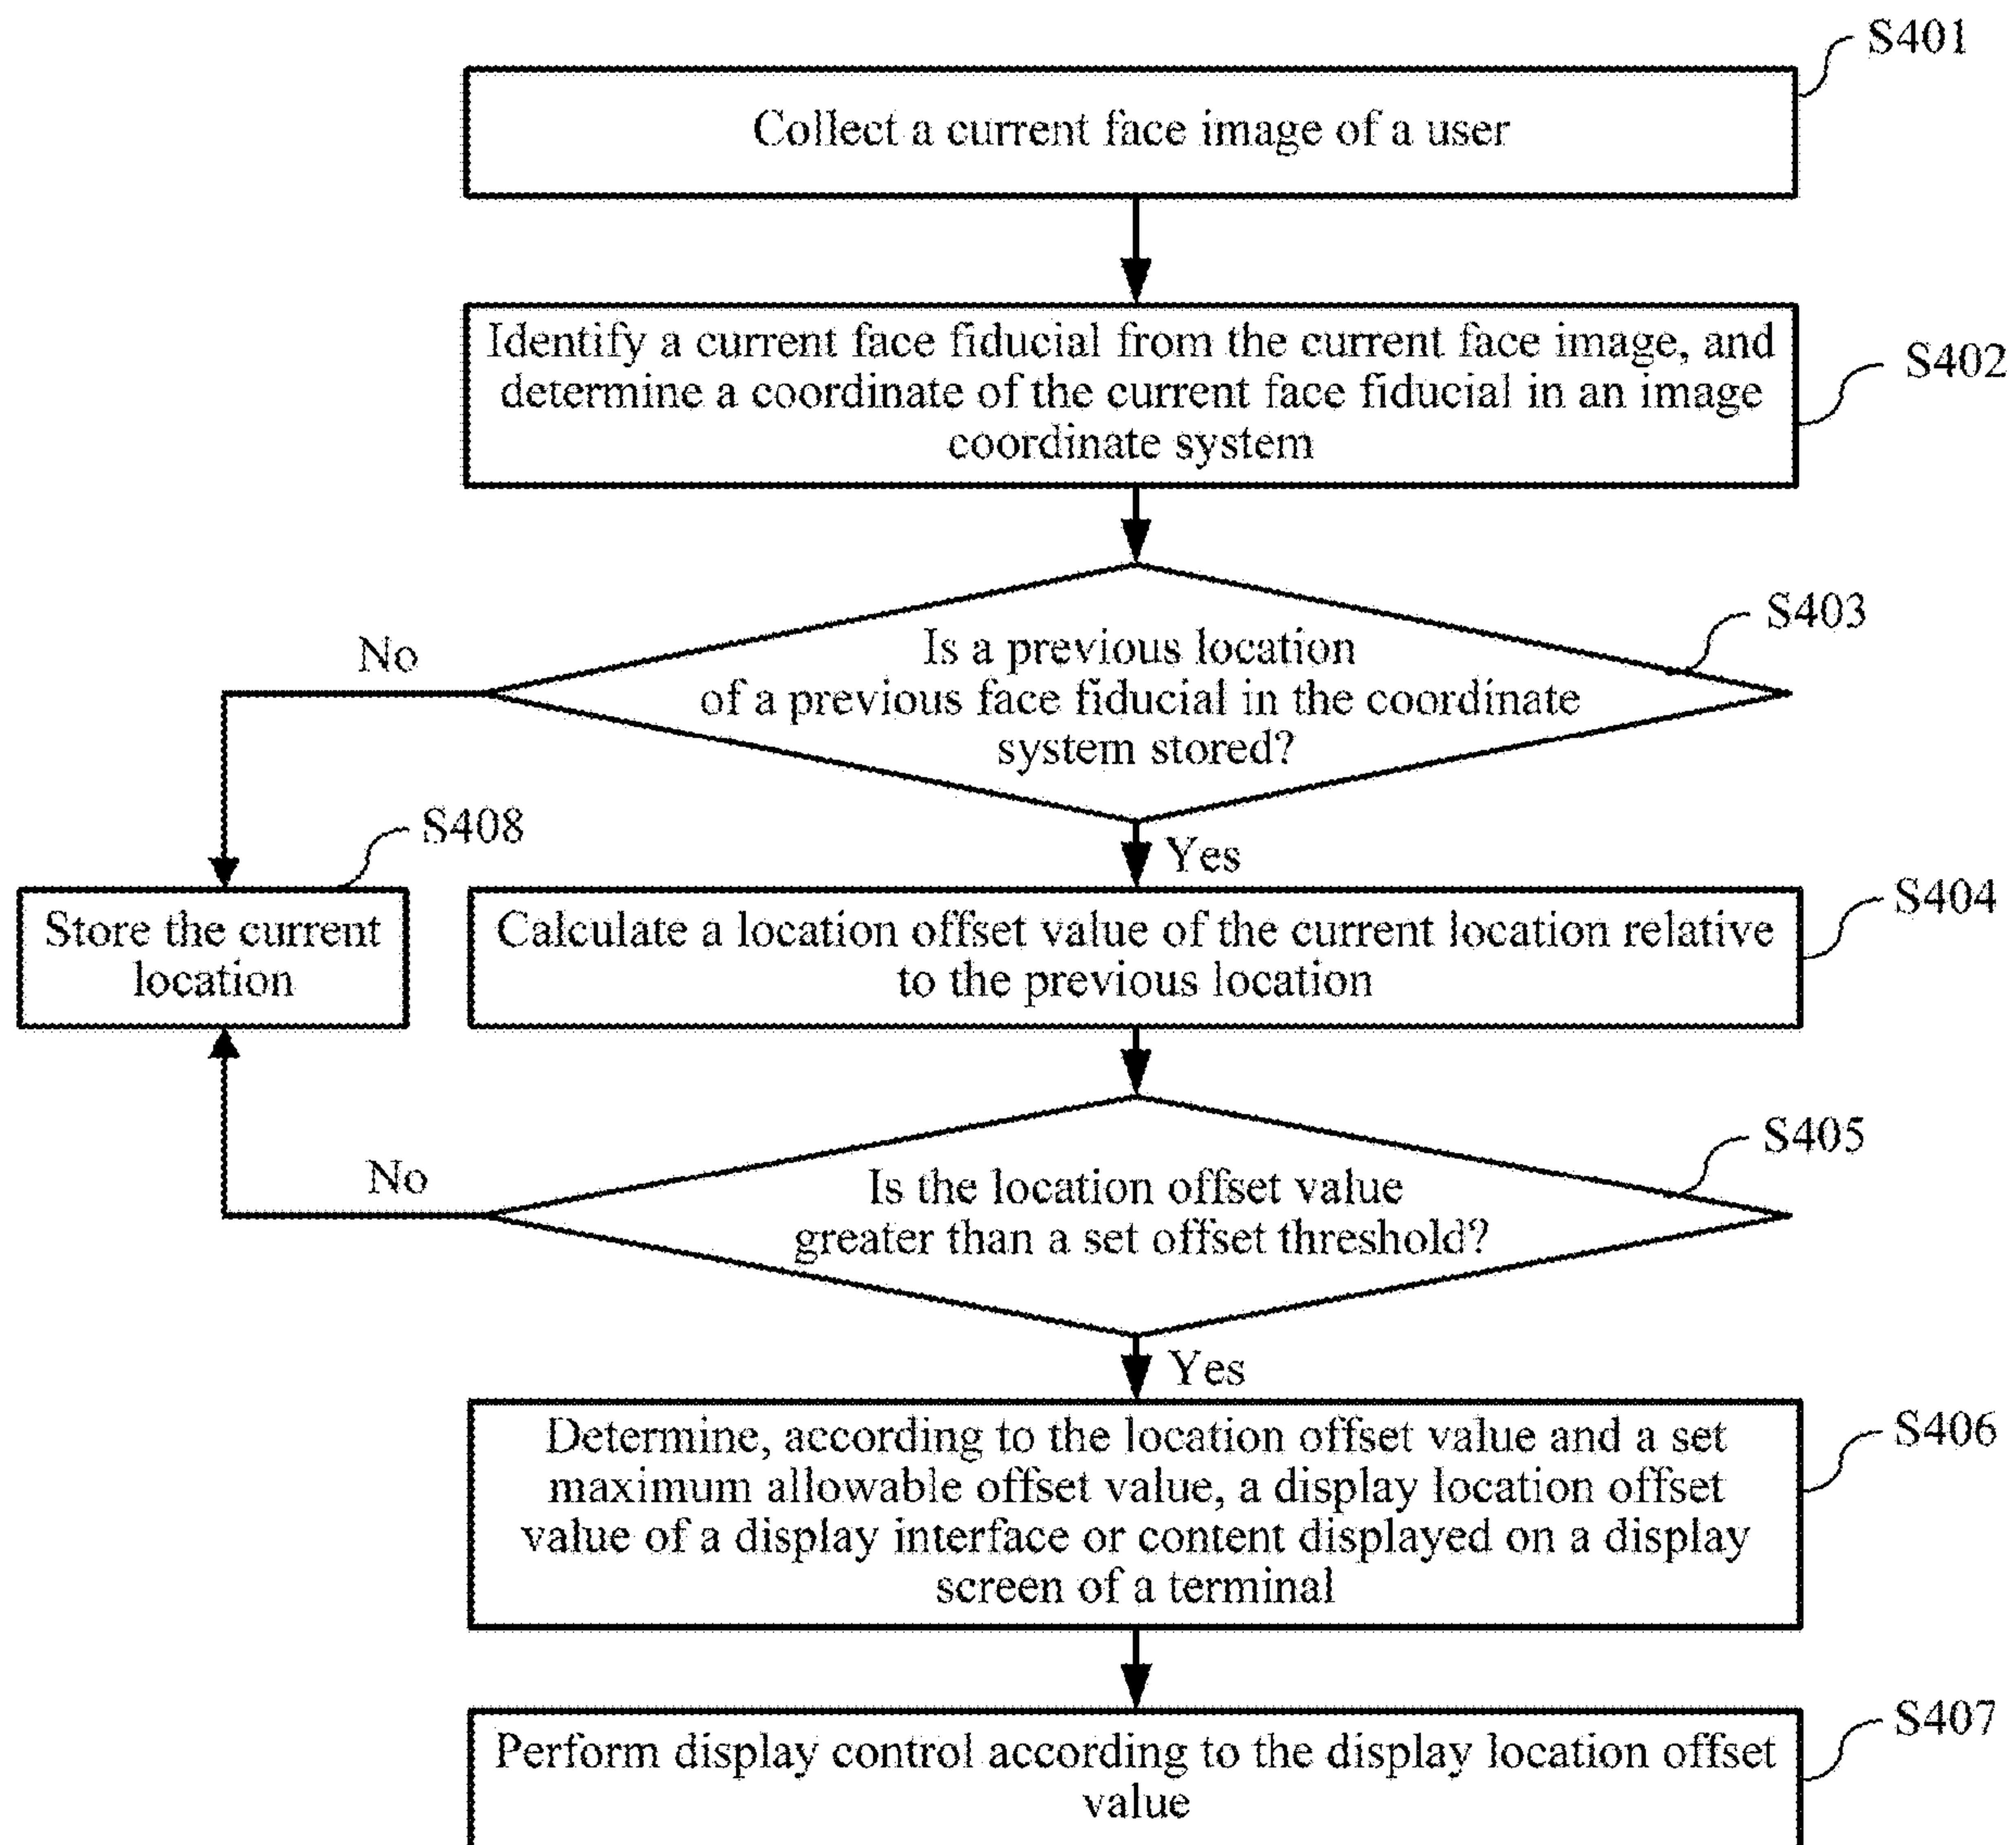 S401
Collect a current face image of a user
Identify a current face fiducial from the current face image, and
determine a coordinate of the current face fiducial in an image
coordinate system
S402
S403
No
Is a previous location
of a previous face fiducial in the coordinate
system stored?
S408
Yes
Store the current
location
Calculate a location offset value of the current location relative
to the previous location
S404
S405
No
Is the location offset value
greater than a set offset threshold?
Yes
Determine, according to the location offset value and a set
maximum allowable offset value, a display location offset
value of a display interface or content displayed on a display
screen of a terminal
S406
Perform display control according to the display location offset
value
S407